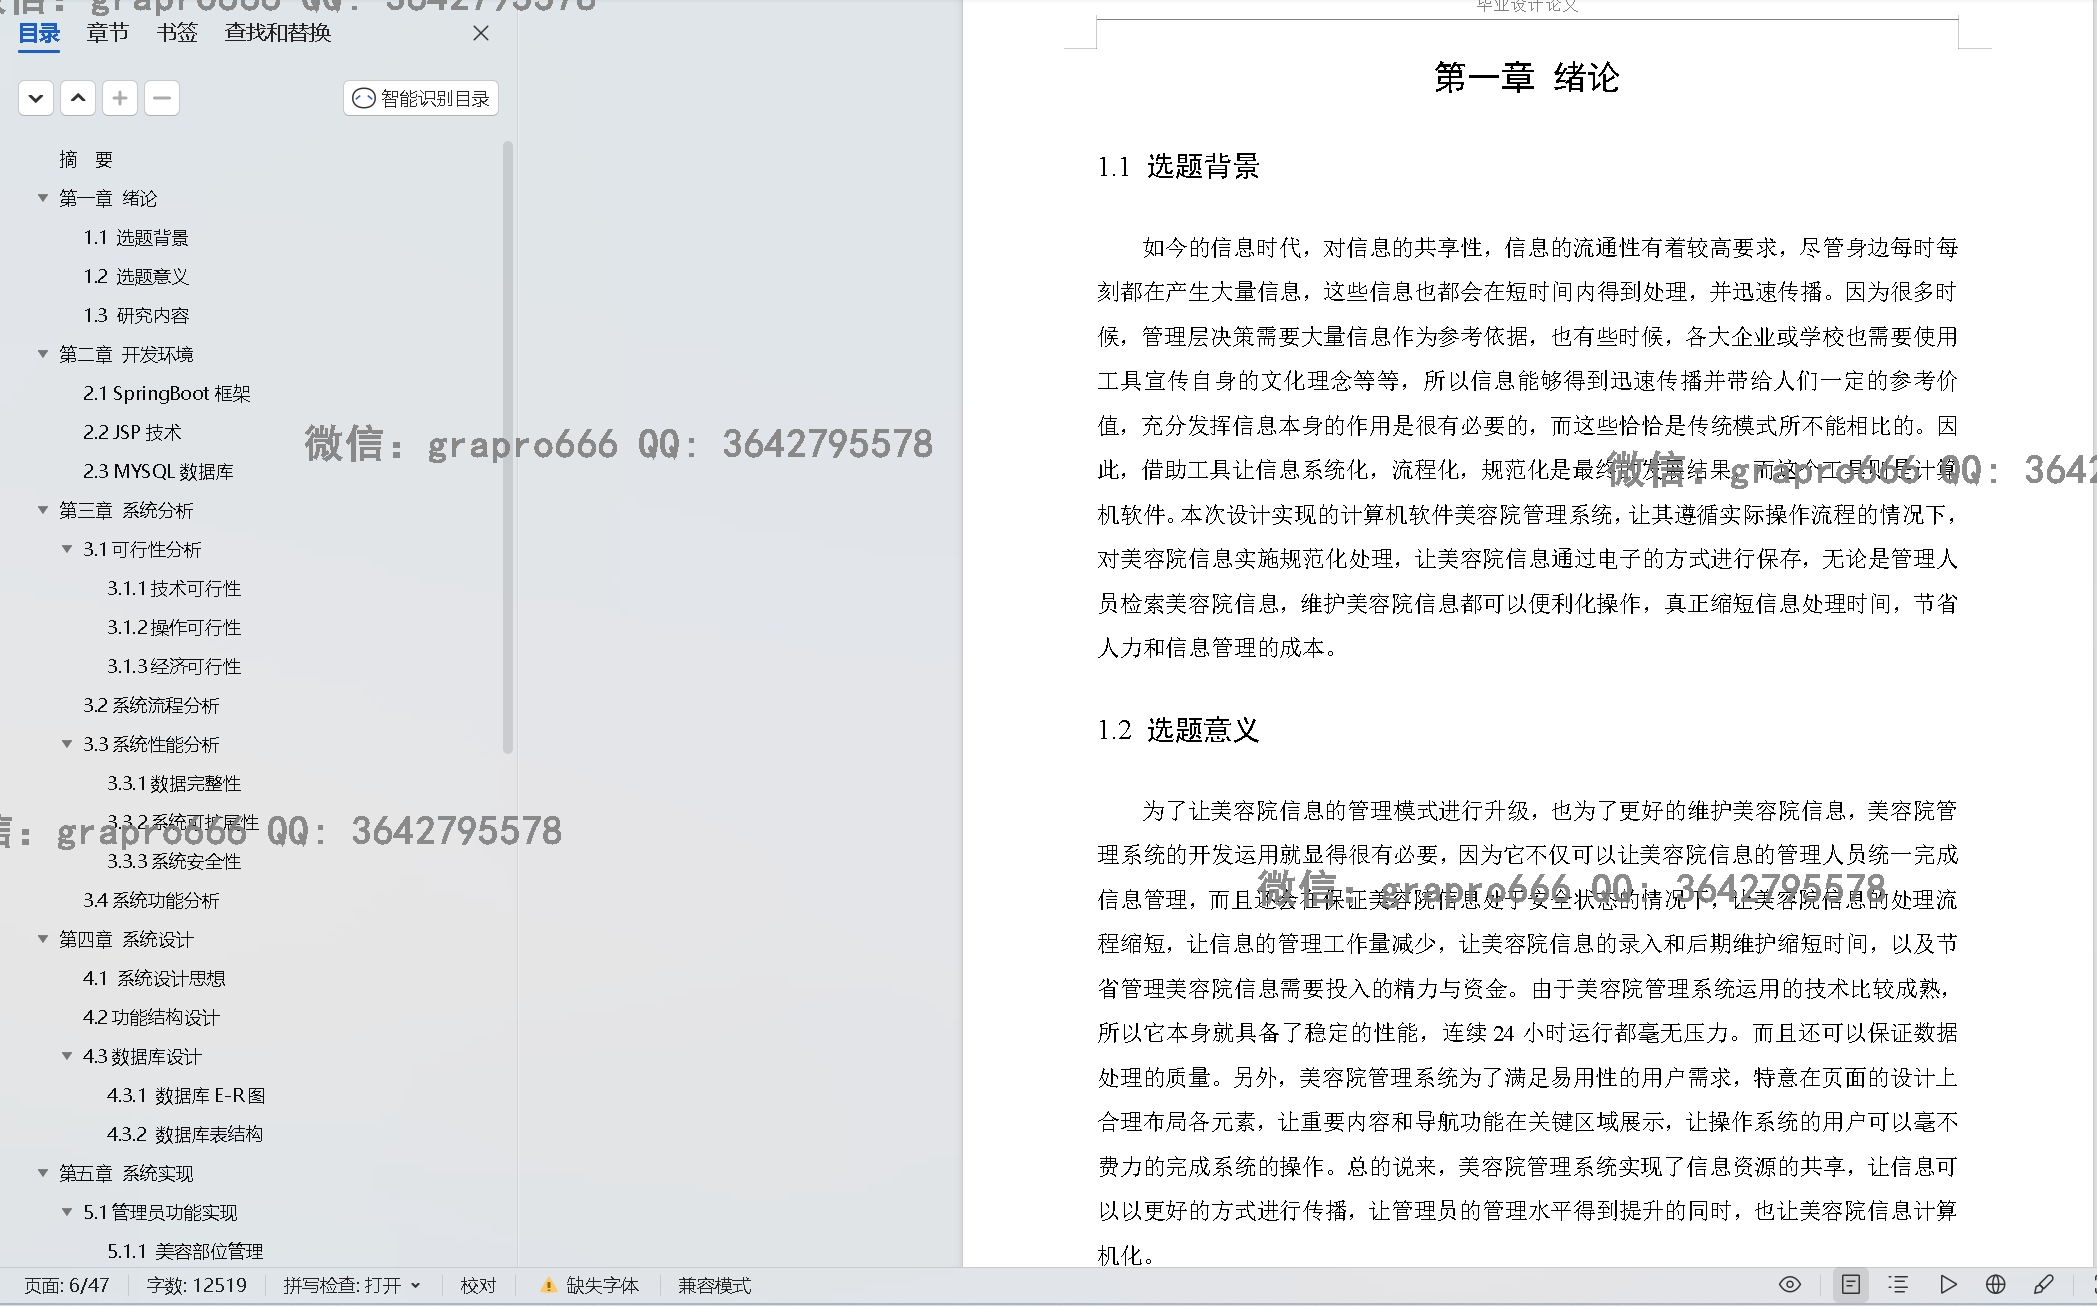 微信: grapro666 QQ: 3642795578
目录 章节 书签 查找和替换
智能识别目录
摘 要
第一章 绪论
1.1 选题背景
1.2 选题意义
1.3 研究内容
第二章 开发环境
2.1 SpringBoot 框架
2.2 JSP 技术
2.3 MYSQL 数据库
第三章 系统分析
3.1 可行性分析
3.1.1 技术可行性
3.1.2 操作可行性
3.1.3 经济可行性
3.2 系统流程分析
3.3 系统性能分析
3.3.1 数据完整性
3.3.2 系统可扩展性
3.3.3 系统安全性
3.4 系统功能分析
第四章 系统设计
4.1 系统设计思想
4.2 功能结构设计
4.3 数据库设计
4.3.1 数据库 E-R 图
4.3.2 数据库表结构
第五章 系统实现
5.1 管理员功能实现
5.1.1 美容部位管理
微信: grapro666 QQ: 3642795578
信: grapro666 QQ: 3642795578
毕业设计论文
第一章 绪论
1.1 选题背景
如今的信息时代，对信息的共享性，信息的流通性有着较高要求，尽管身边每时每
刻都在产生大量信息，这些信息也都会在短时间内得到处理，并迅速传播。因为很多时
候，管理层决策需要大量信息作为参考依据，也有些时候，各大企业或学校也需要使用
工具宣传自身的文化理念等等，所以信息能够得到迅速传播并带给人们一定的参考价
值，充分发挥信息本身的作用是很有必要的，而这些恰恰是传统模式所不能相比的。因
此，借助工具让信息系统化，流程化，规范化是最终的发展结果，而这个工具则是计算
机软件。本次设计实现的计算机软件美容院管理系统，让其遵循实际操作流程的情况下，
对美容院信息实施规范化处理，让美容院信息通过电子的方式进行保存，无论是管理人
员检索美容院信息，维护美容院信息都可以便利化操作，真正缩短信息处理时间，节省
人力和信息管理的成本。
微信: grapro666 QQ: 3642
1.2 选题意义
为了让美容院信息的管理模式进行升级，也为了更好的维护美容院信息，美容院管
理系统的开发运用就显得很有必要，因为它不仅可以让美容院信息的管理人员统一完成
信息管理，而且还会在保证美容院信息处于安全状态的情况下，让美容院信息的处理流
程缩短，让信息的管理工作量减少，让美容院信息的录入和后期维护缩短时间，以及节
省管理美容院信息需要投入的精力与资金。由于美容院管理系统运用的技术比较成熟，
所以它本身就具备了稳定的性能，连续 24 小时运行都毫无压力。而且还可以保证数据
处理的质量。另外，美容院管理系统为了满足易用性的用户需求，特意在页面的设计上
合理布局各元素，让重要内容和导航功能在关键区域展示，让操作系统的用户可以毫不
费力的完成系统的操作。总的说来，美容院管理系统实现了信息资源的共享，让信息可
以以更好的方式进行传播，让管理员的管理水平得到提升的同时，也让美容院信息计算
机化。
微信: grapro666 QQ: 3642795578
页面: 6/47 字数: 12519 拼写检查: 打开 校对 缺失字体 兼容模式